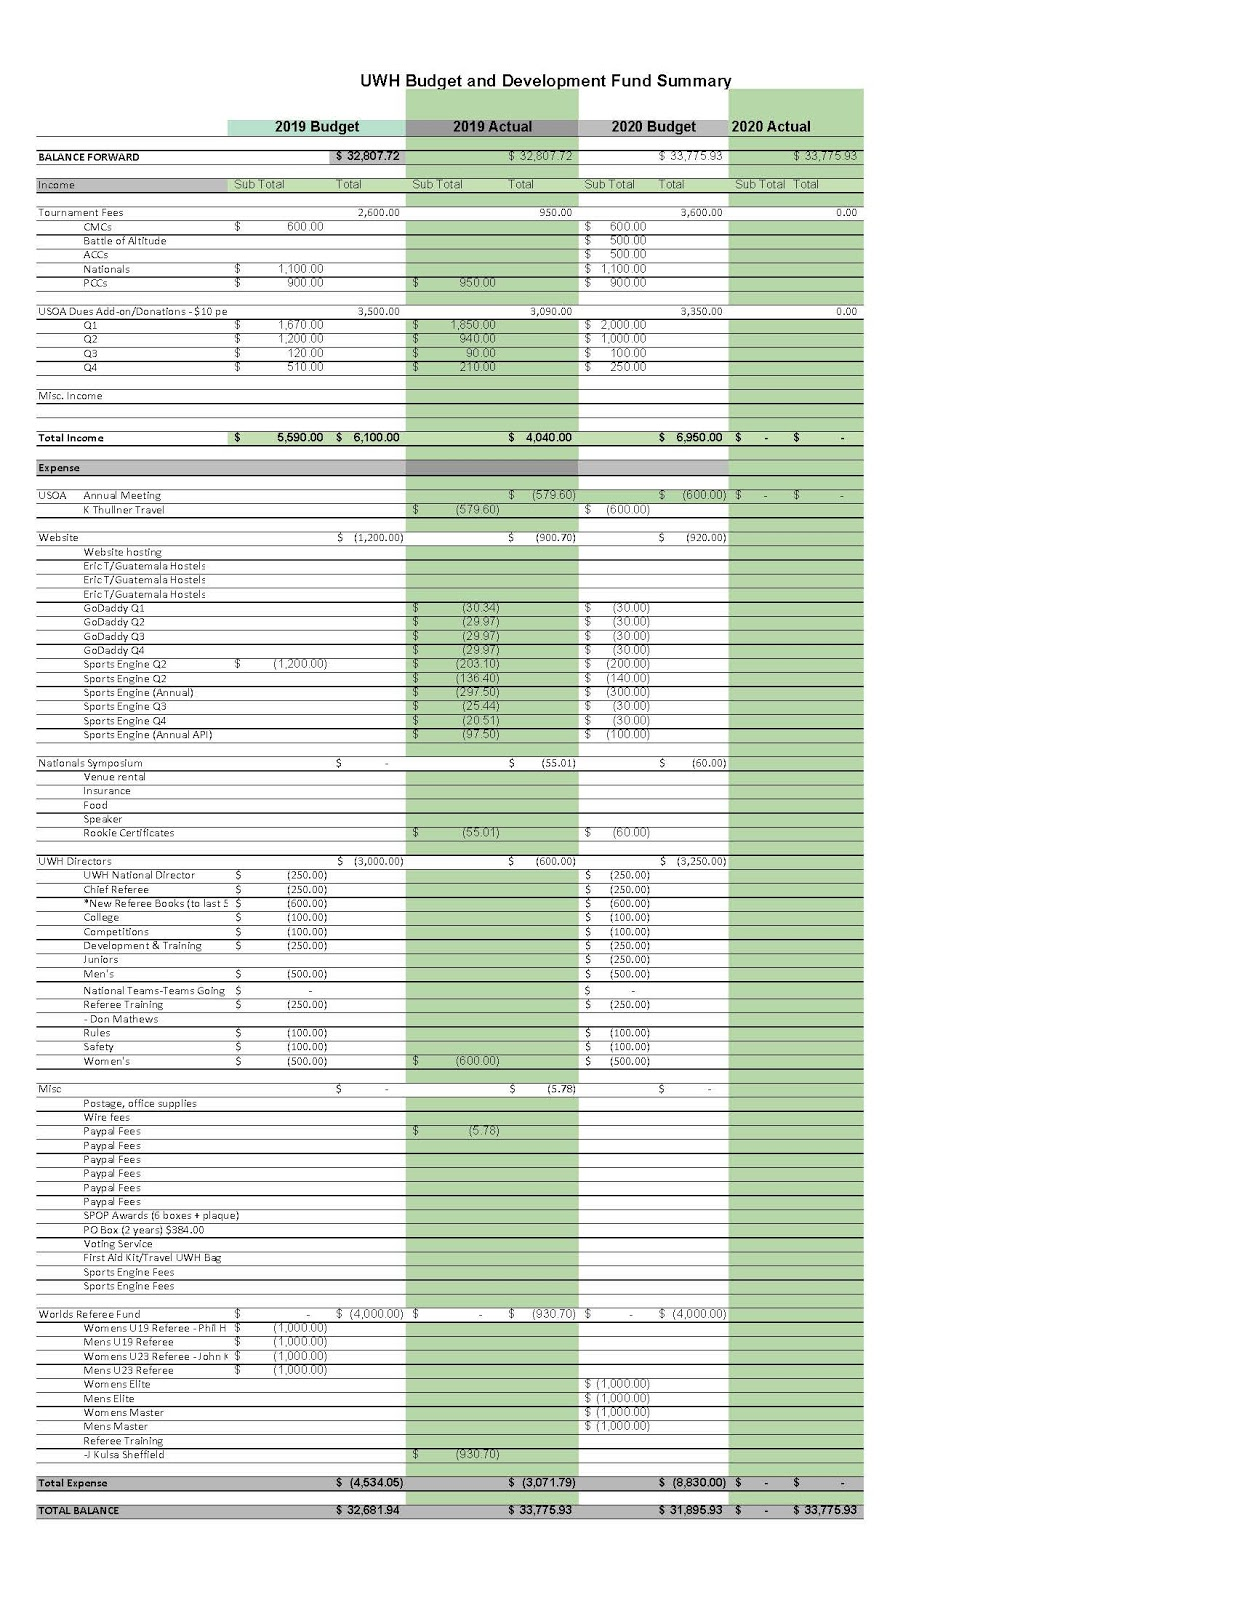 UWH Budget and Development Fund Summary
2019 Budget 2019 Actual 2020 Budget 2020 Actual
BALANCE FORWARD $ 32,807.72 $ 32,807.72 $ 33,775.93 $ 33,775.93
Income Sub Total Total Sub Total Total Sub Total Total Sub Total Total
Tournament Fees 2,600.00 950.00 3,600.00 0.00
CMCs $ 600.00 $ 600.00
Battle of Altitude $ 500.00
ACCs $ 500.00
Nationals $ 1,100.00 $ 1,100.00
PCCs $ 900.00 $ 950.00 $ 900.00
USOA Dues Add-on/Donations - $10 pe 3,500.00 3,090.00 3,350.00 0.00
Q1 $ 1,670.00 $ 1,850.00 $ 2,000.00
Q2 $ 1,200.00 $ 940.00 $ 1,000.00
Q3 $ 120.00 $ 90.00 $ 100.00
Q4 $ 510.00 $ 210.00 $ 250.00
Misc. Income
Total Income $ 5,590.00 $ 6,100.00 $ 4,040.00 $ 6,950.00 $ - $ -
Expense
USOA Annual Meeting $ (579.60) $ (600.00) $ - $ -
K Thullner Travel $ (579.60) $ (600.00)
Website $ (1,200.00) $ (900.70) $ (920.00)
Website hosting
Eric T/Guatemala Hostels
Eric T/Guatemala Hostels
Eric T/Guatemala Hostels
GoDaddy Q1 $ (30.34) $ (30.00)
GoDaddy Q2 $ (29.97) $ (30.00)
GoDaddy Q3 $ (29.97) $ (30.00)
GoDaddy Q4 $ (29.97) $ (30.00)
Sports Engine Q2 $ (1,200.00) $ (203.10) $ (200.00)
Sports Engine Q2 $ (136.40) $ (140.00)
Sports Engine (Annual) $ (297.50) $ (300.00)
Sports Engine Q3 $ (25.44) $ (30.00)
Sports Engine Q4 $ (20.51) $ (30.00)
Sports Engine (Annual API) $ (97.50) $ (100.00)
Nationals Symposium $ - $ (55.01) $ (60.00)
Venue rental
Insurance
Food
Speaker
Rookie Certificates $ (55.01) $ (60.00)
UWH Directors $ (3,000.00) $ (600.00) $ (3,250.00)
UWH National Director $ (250.00) $ (250.00)
Chief Referee $ (250.00) $ (250.00)
*New Referee Books (to last 5 $ (600.00) $ (600.00)
College $ (100.00) $ (100.00)
Competitions $ (100.00) $ (100.00)
Development & Training $ (250.00) $ (250.00)
Juniors $ (250.00)
Men's $ (500.00) $ (500.00)
National Teams-Teams Going $ - $ -
Referee Training $ (250.00) $ (250.00)
- Don Mathews
Rules $ (100.00) $ (100.00)
Safety $ (100.00) $ (100.00)
Women's $ (500.00) $ (600.00) $ (500.00)
Misc $ - $ (5.78) $ -
Postage, office supplies
Wire fees
Paypal Fees $ (5.78)
Paypal Fees
Paypal Fees
Paypal Fees
Paypal Fees
Paypal Fees
SPOP Awards (6 boxes + plaque)
PO Box (2 years) $384.00
Voting Service
First Aid Kit/Travel UWH Bag
Sports Engine Fees
Sports Engine Fees
Worlds Referee Fund $ - $ (4,000.00) $ - $ (930.70) $ - $ (4,000.00)
Womens U19 Referee - Phil H $ (1,000.00)
Mens U19 Referee $ (1,000.00)
Womens U23 Referee - John K $ (1,000.00)
Mens U23 Referee $ (1,000.00)
Womens Elite $ (1,000.00)
Mens Elite $ (1,000.00)
Womens Master $ (1,000.00)
Mens Master $ (1,000.00)
Referee Training
-J Kulsa Sheffield $ (930.70)
Total Expense $ (4,534.05) $ (3,071.79) $ (8,830.00) $ - $ -
TOTAL BALANCE $ 32,681.94 $ 33,775.93 $ 31,895.93 $ - $ 33,775.93